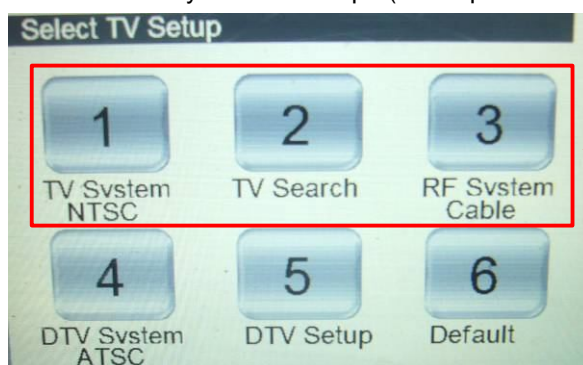 Select TV Setup
1 2 3
TV System TV Search RF System
NTSC Cable
4 5 6
DTV System DTV Setup Default
ATSC